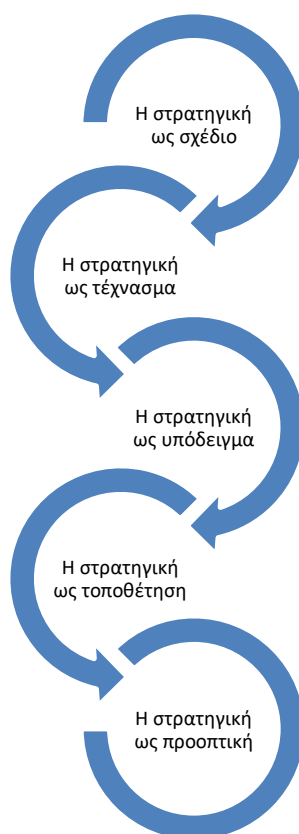 Η στρατηγική
ως σχέδιο
Η στρατηγική
ως τέχνασμα
Η στρατηγική
ως υπόδειγμα
Η στρατηγική
ως τοποθέτηση
Η στρατηγική
ως προοπτική